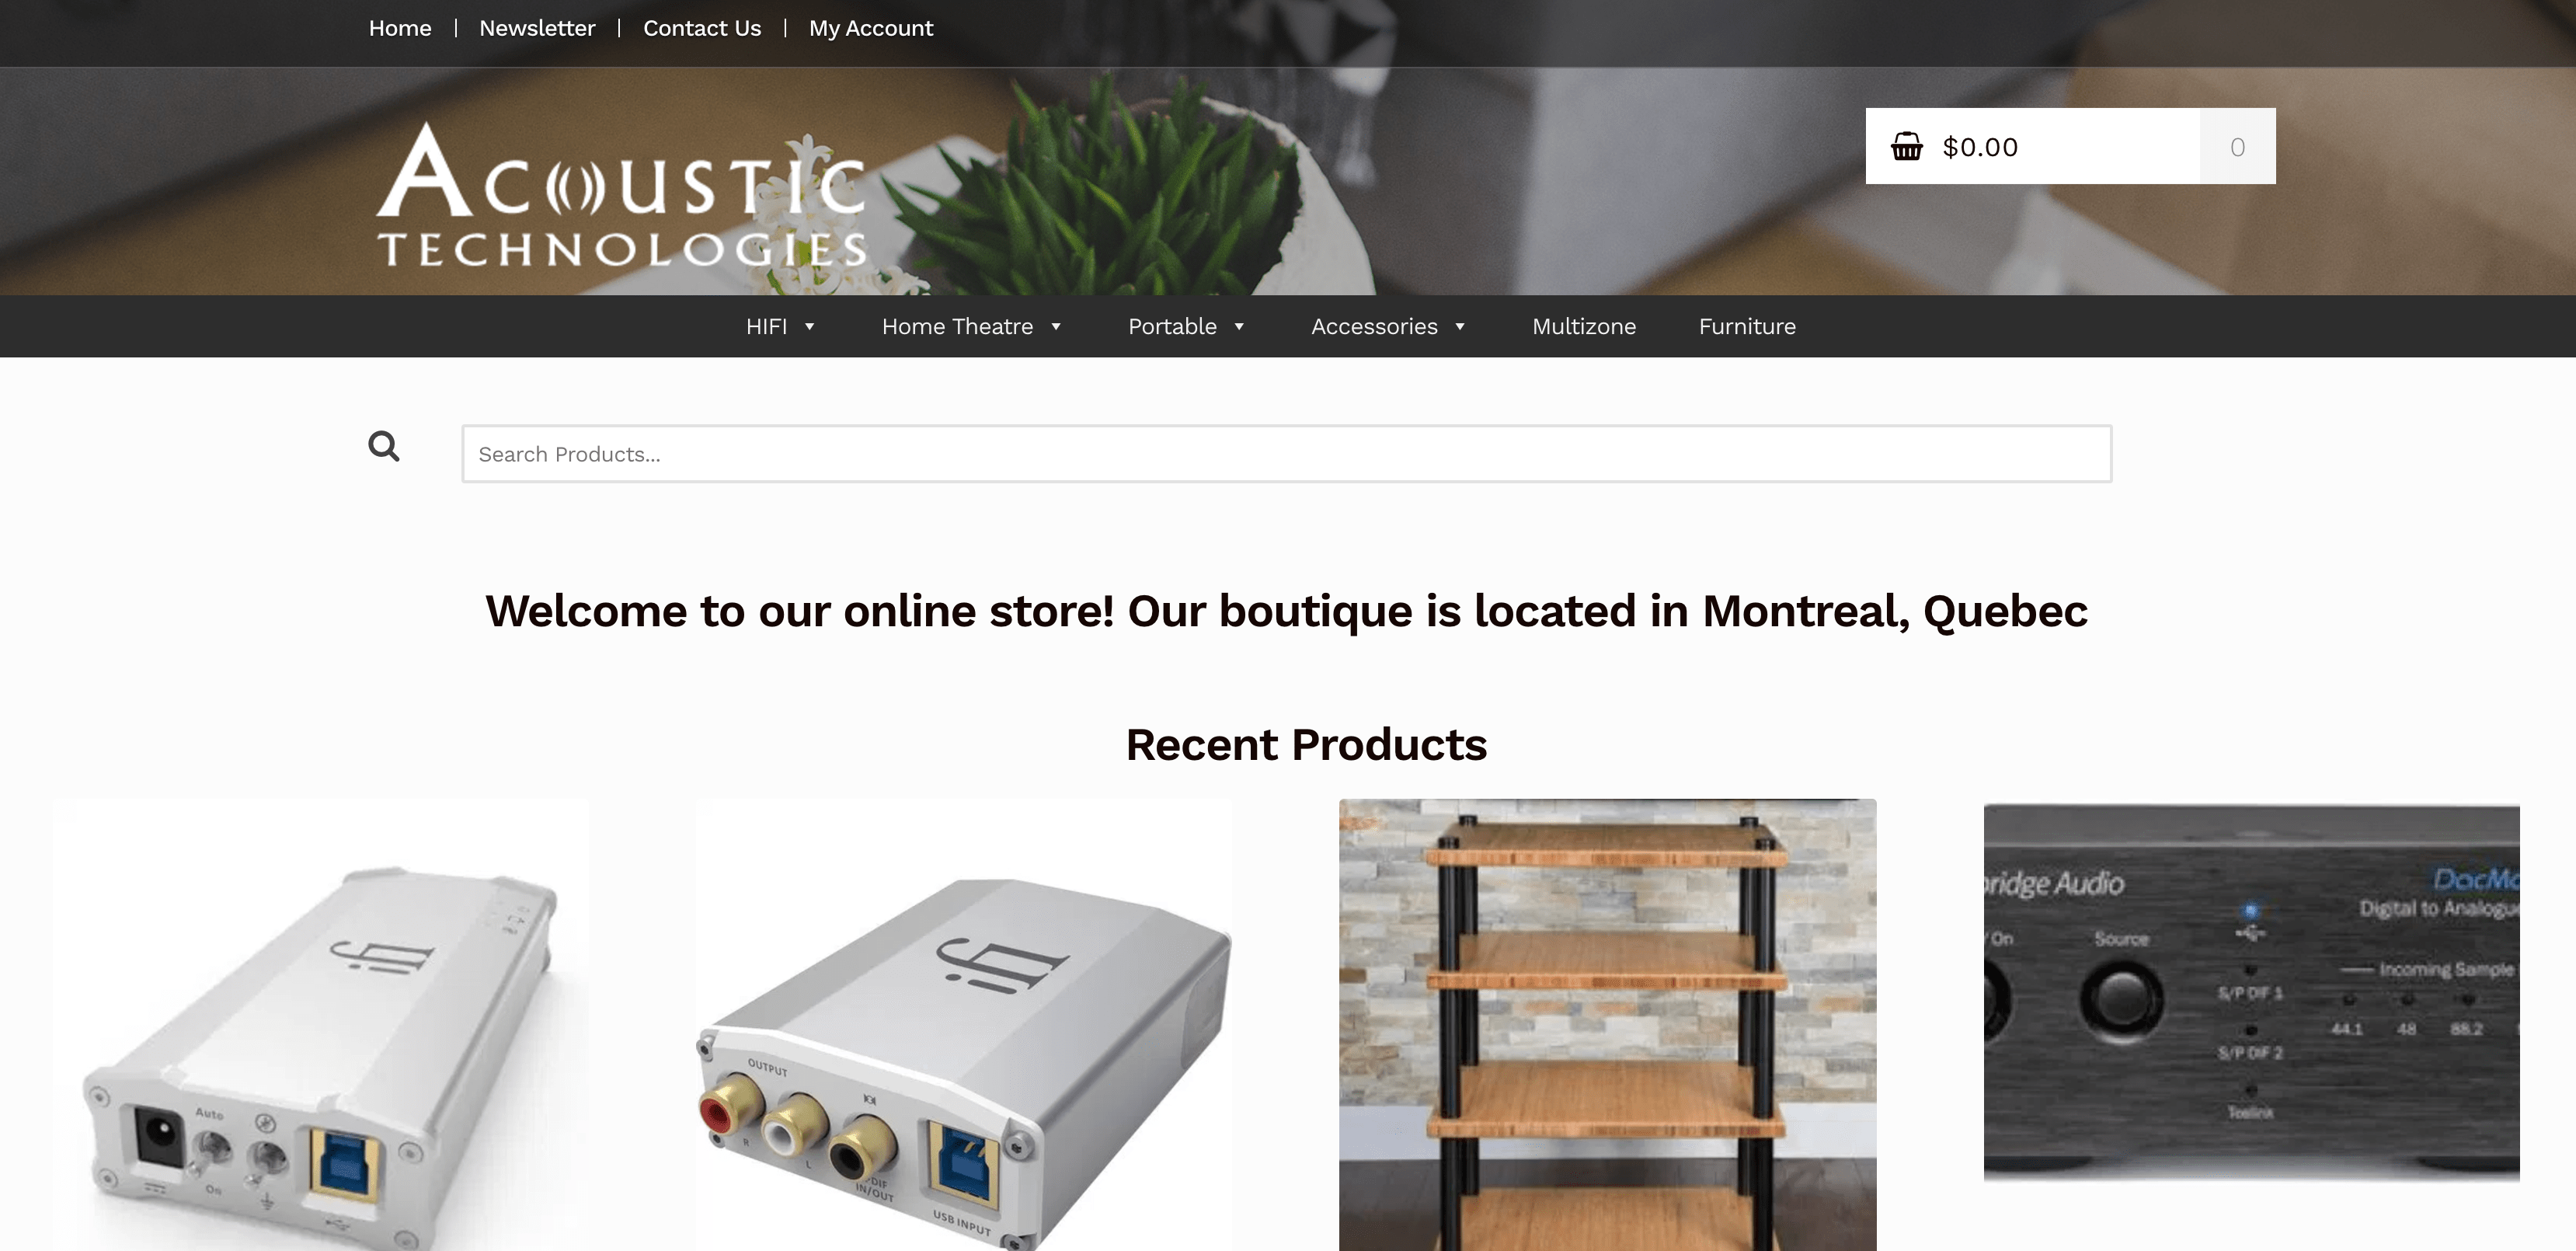 Home | Newsletter | Contact Us | My Account
ACOUSTIC
TECHNOLOGIES
$0.00 0
HIFI Home Theatre Portable Accessories Multizone Furniture
Search Products...
Welcome to our online store! Our boutique is located in Montreal, Quebec
Recent Products
ifi
Auto
On
ifi
OUTPUT
R
L
IN/OUT
USB INPUT
bridge Audio
DacMa
Digital to Analogue
/ On
Source
Incoming Sample
S/P DIF 1
44.1 48 88.2
S/P DIF 2
Toslink